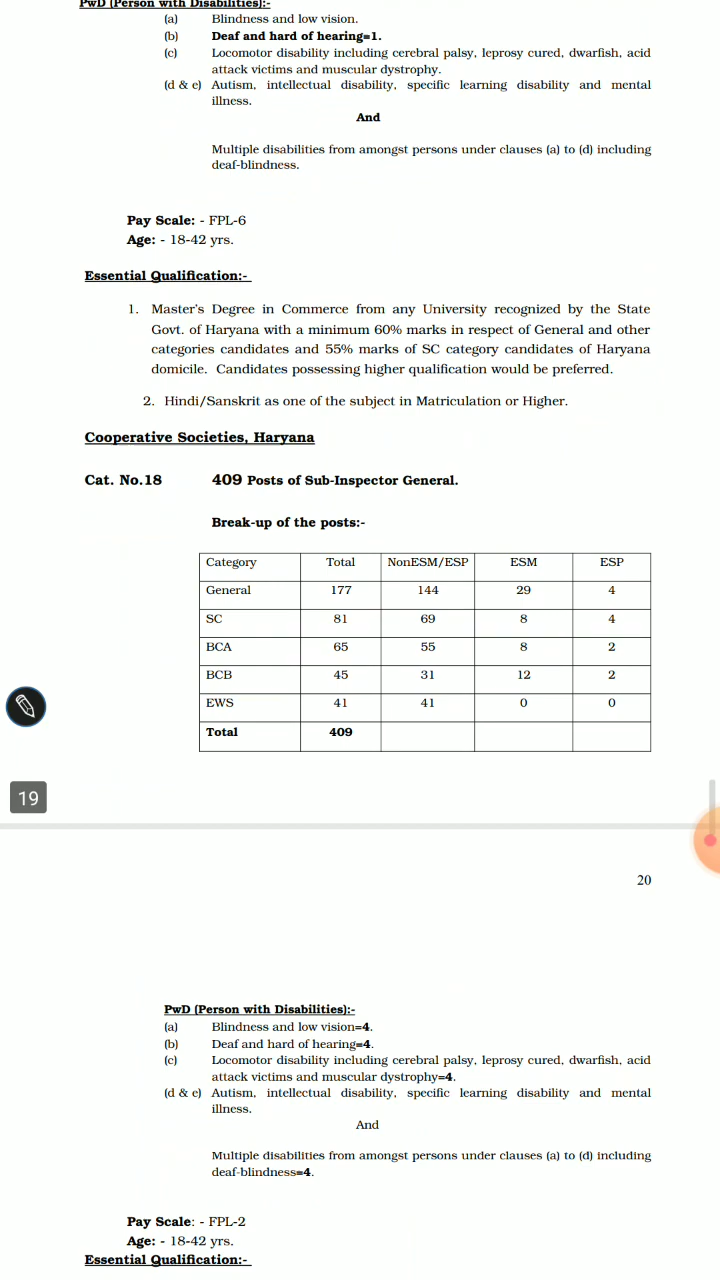 PwD (Person with Disabilities):-
(a) Blindness and low vision.
(b) Deaf and hard of hearing=1.
(c) Locomotor disability including cerebral palsy, leprosy cured, dwarfish, acid
attack victims and muscular dystrophy.
(d & e) Autism, intellectual disability, specific learning disability and mental
illness.
And
Multiple disabilities from amongst persons under clauses (a) to (d) including
deaf-blindness.
Pay Scale: - FPL-6
Age: - 18-42 yrs.
Essential Qualification:-
1. Master's Degree in Commerce from any University recognized by the State
Govt. of Haryana with a minimum 60% marks in respect of General and other
categories candidates and 55% marks of SC category candidates of Haryana
domicile. Candidates possessing higher qualification would be preferred.
2. Hindi/Sanskrit as one of the subject in Matriculation or Higher.
Cooperative Societies, Haryana
Cat. No.18 409 Posts of Sub-Inspector General.
Break-up of the posts:-
Category Total NonESM/ESP ESM ESP
General 177 144 29 4
SC 81 69 8 4
BCA 65 55 8 2
BCB 45 31 12 2
EWS 41 41 0 0
Total 409
19
20
PwD (Person with Disabilities):-
(a) Blindness and low vision=4.
(b) Deaf and hard of hearing=4.
(c) Locomotor disability including cerebral palsy, leprosy cured, dwarfish, acid
attack victims and muscular dystrophy=4.
(d & e) Autism, intellectual disability, specific learning disability and mental
illness.
And
Multiple disabilities from amongst persons under clauses (a) to (d) including
deaf-blindness=4.
Pay Scale: - FPL-2
Age: - 18-42 yrs.
Essential Qualification:-